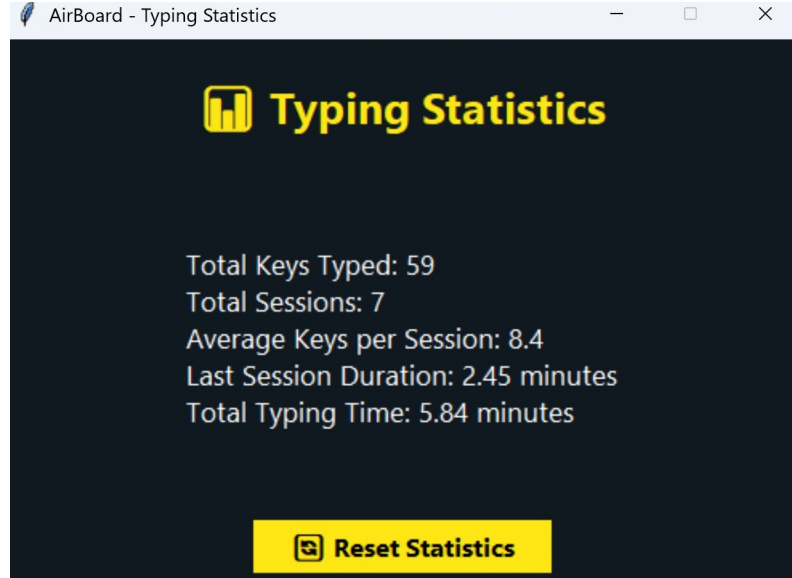 AirBoard - Typing Statistics
Typing Statistics
Total Keys Typed: 59
Total Sessions: 7
Average Keys per Session: 8.4
Last Session Duration: 2.45 minutes
Total Typing Time: 5.84 minutes
Reset Statistics